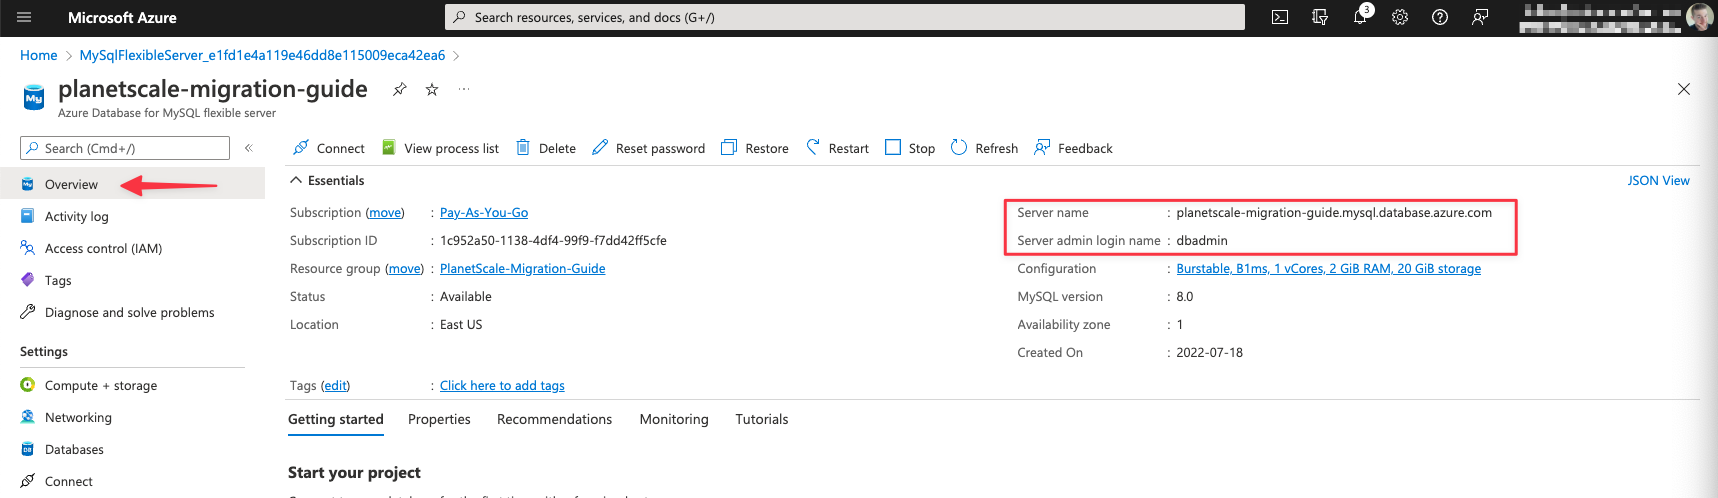 Microsoft Azure
Search resources, services, and docs (G+/)
3
Home > MySqlFlexibleServer_e1fd1e4a119e46dd8e115009eca42ea6 >
planetscale-migration-guide
Azure Database for MySQL flexible server
Search (Cmd+/)
Connect View process list Delete Reset password Restore Restart Stop Refresh Feedback
Overview
Activity log
Access control (IAM)
Tags
Diagnose and solve problems
Settings
Compute + storage
Networking
Databases
Connect
Essentials
JSON View
Subscription (move) : Pay-As-You-Go
Subscription ID : 1c952a50-1138-4df4-99f9-f7dd42ff5cfe
Resource group (move) : PlanetScale-Migration-Guide
Status : Available
Location : East US
Server name : planetscale-migration-guide.mysql.database.azure.com
Server admin login name : dbadmin
Configuration : Burstable, B1ms, 1 vCores, 2 GiB RAM, 20 GiB storage
MySQL version : 8.0
Availability zone : 1
Created On : 2022-07-18
Tags (edit) : Click here to add tags
Getting started Properties Recommendations Monitoring Tutorials
Start your project